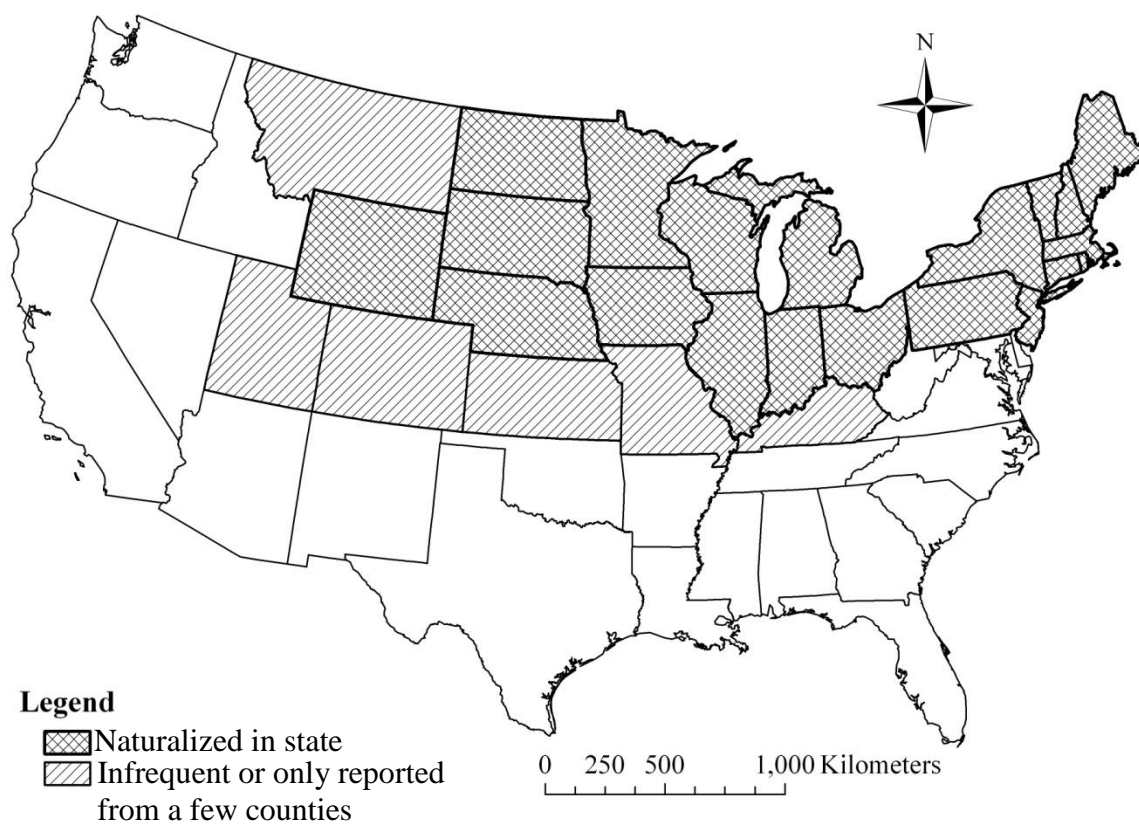 N
Legend
Naturalized in state
Infrequent or only reported
from a few counties
0 250 500 1,000 Kilometers